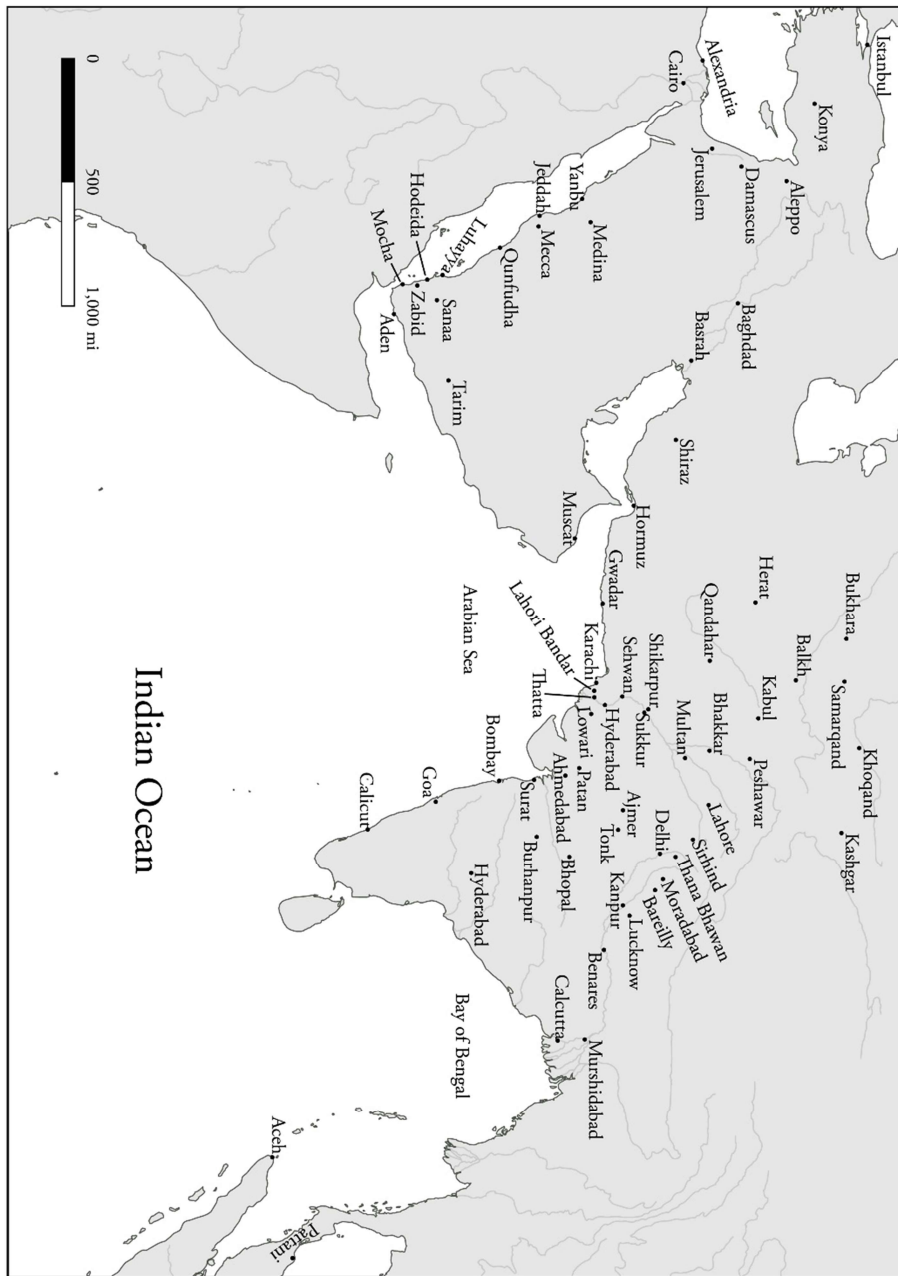 Istanbul
Konya
Alexandria
Cairo
Aleppo
Damascus
Jerusalem
Baghdad
Basrah
Yanbu
Medina
Jeddah
Mecca
Qunfudha
Luhayya
Hodeida
Mocha
Sanaa
Zabid
Aden
Tarim
Shiraz
Hormuz
Muscat
Gwadar
Bukhara
Samarqand
Khoqand
Kashgar
Herat
Balkh
Kabul
Peshawar
Qandahar
Bhakkar
Multan
Lahore
Sirhind
Thana Bhawan
Moradabad
Bareilly
Delhi
Shikarpur
Sukkur
Sehwan
Karachi
Lahori Bandar
Thatta
Hyderabad
Lowari
Patan
Ahmedabad
Ajmer
Tonk
Kanpur
Lucknow
Benares
Murshidabad
Calcutta
Bhopal
Burhanpur
Surat
Bombay
Hyderabad
Goa
Calicut
Arabian Sea
Bay of Bengal
Indian Ocean
Aceh
Pattani
0
500
1,000 mi